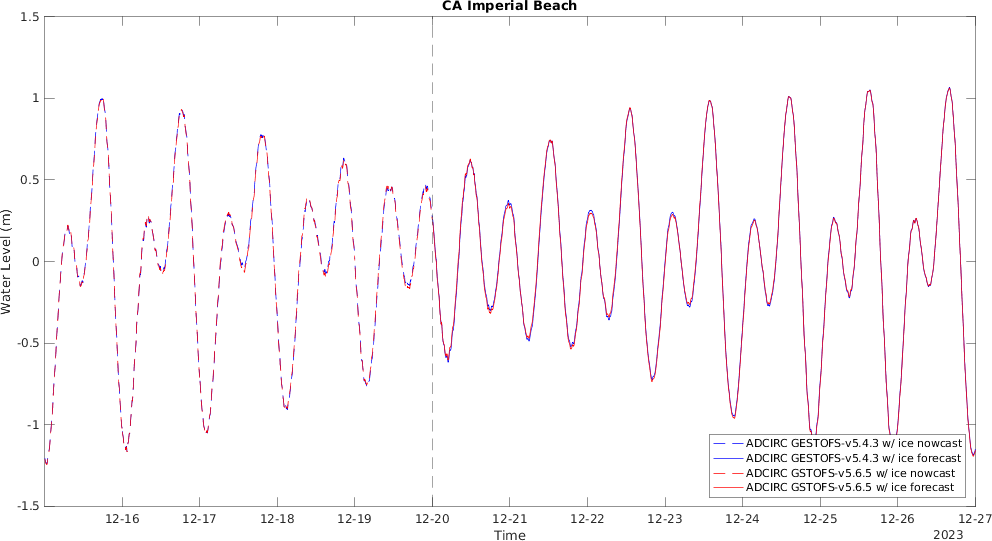 CA Imperial Beach
1.5
1
0.5
0
-0.5
-1
-1.5
Water Level (m)
12-16 12-17 12-18 12-19 12-20 12-21 12-22 12-23 12-24 12-25 12-26 12-27
Time
2023
ADCIRC GESTOFS-v5.4.3 w/ ice nowcast
ADCIRC GESTOFS-v5.4.3 w/ ice forecast
ADCIRC GSTOFS-v5.6.5 w/ ice nowcast
ADCIRC GSTOFS-v5.6.5 w/ ice forecast